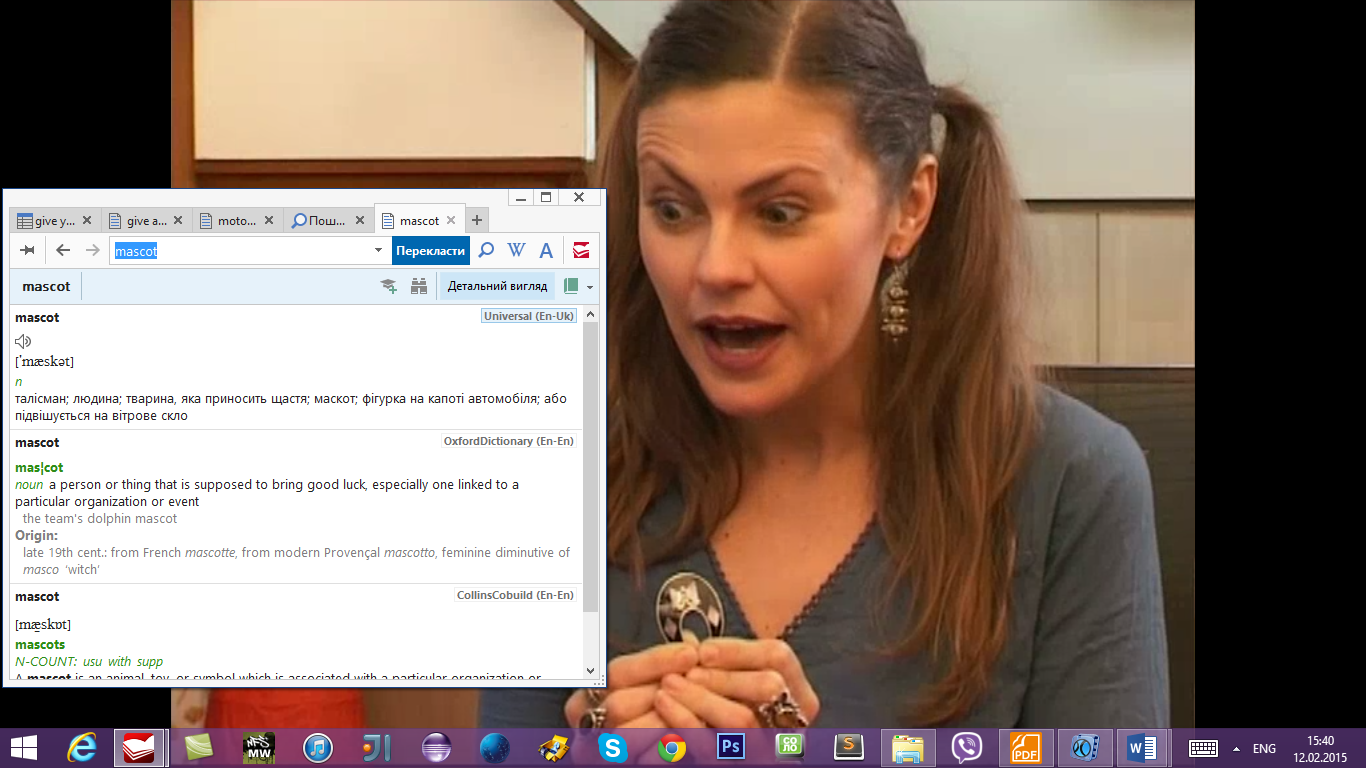 give y...
give a...
moto...
Пош...
mascot
mascot
Перекласти
W
A
mascot
Детальний вигляд
mascot
Universal (En-Uk)
['mæskət]
n
талісман; людина; тварина, яка приносить щастя; маскот; фігурка на капоті автомобіля; або
підвішується на вітрове скло
mascot
OxfordDictionary (En-En)
mas|cot
noun a person or thing that is supposed to bring good luck, especially one linked to a
particular organization or event
the team's dolphin mascot
Origin:
late 19th cent.: from French mascotte, from modern Provençal mascotto, feminine diminutive of
masco ‘witch’
mascot
CollinsCobuild (En-En)
[mæskɒt]
mascots
N-COUNT: usu with supp
A mascot is an animal, toy, or symbol which is associated with a particular organization or
NFS
MW
Ps
PDF
ENG
15:40
12.02.2015